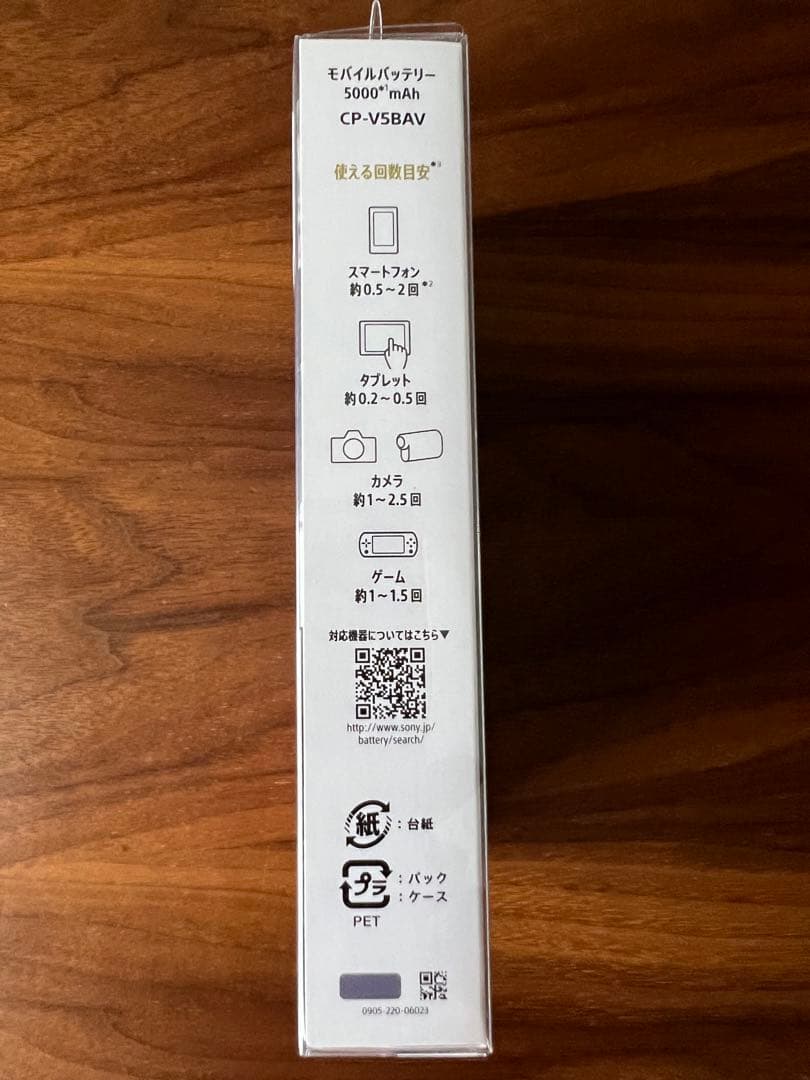 モバイルバッテリー
5000*1mAh
CP-V5BAV
使える回数目安*3
スマートフォン
約0.5～2回*2
タブレット
約0.2～0.5回
カメラ
約1～2.5回
ゲーム
約1～1.5回
対応機器についてはこちら▼
http://www.sony.jp/
battery/search/
紙：台紙
プラ：パック
：ケース
PET
0905-220-06023